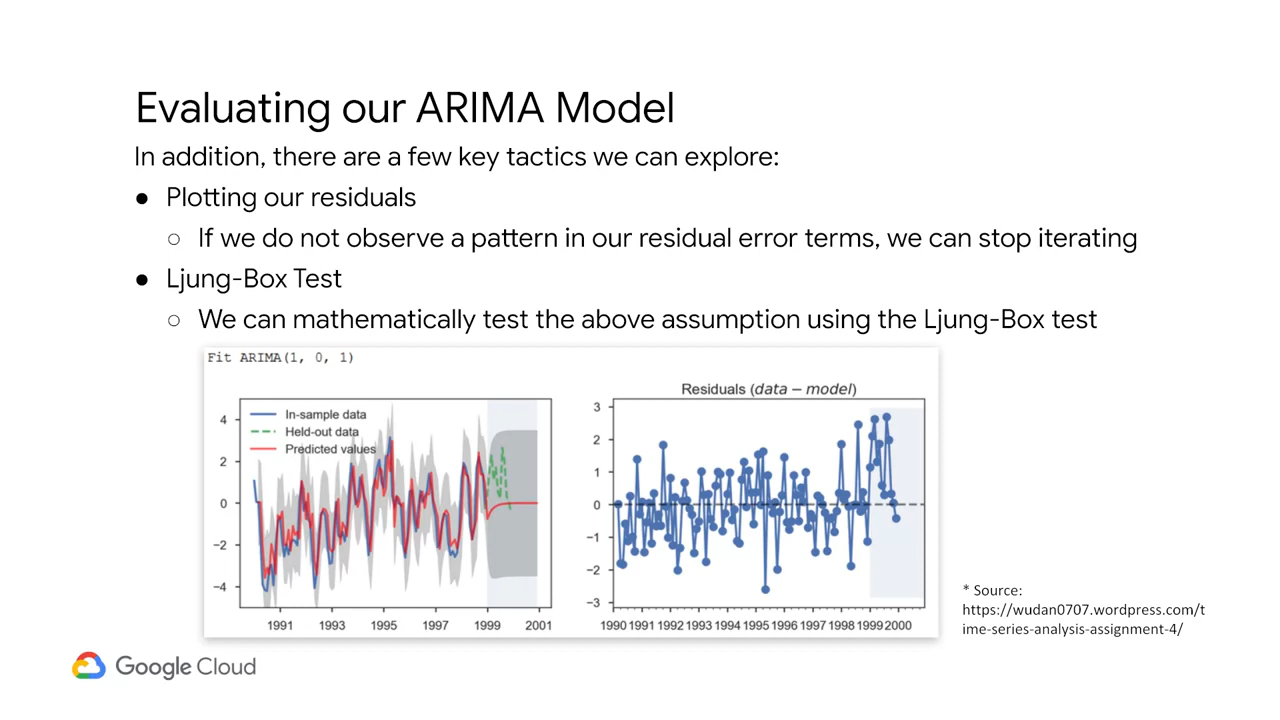 Evaluating our ARIMA Model
In addition, there are a few key tactics we can explore:
● Plotting our residuals
○ If we do not observe a pattern in our residual error terms, we can stop iterating
● Ljung-Box Test
○ We can mathematically test the above assumption using the Ljung-Box test
Fit ARIMA(1, 0, 1)
In-sample data
Held-out data
Predicted values
4
2
0
−2
−4
1991 1993 1995 1997 1999 2001
Residuals (data − model)
3
2
1
0
−1
−2
−3
1990 1991 1992 1993 1994 1995 1996 1997 1998 1999 2000
* Source:
https://wudan0707.wordpress.com/t
ime-series-analysis-assignment-4/
Google Cloud